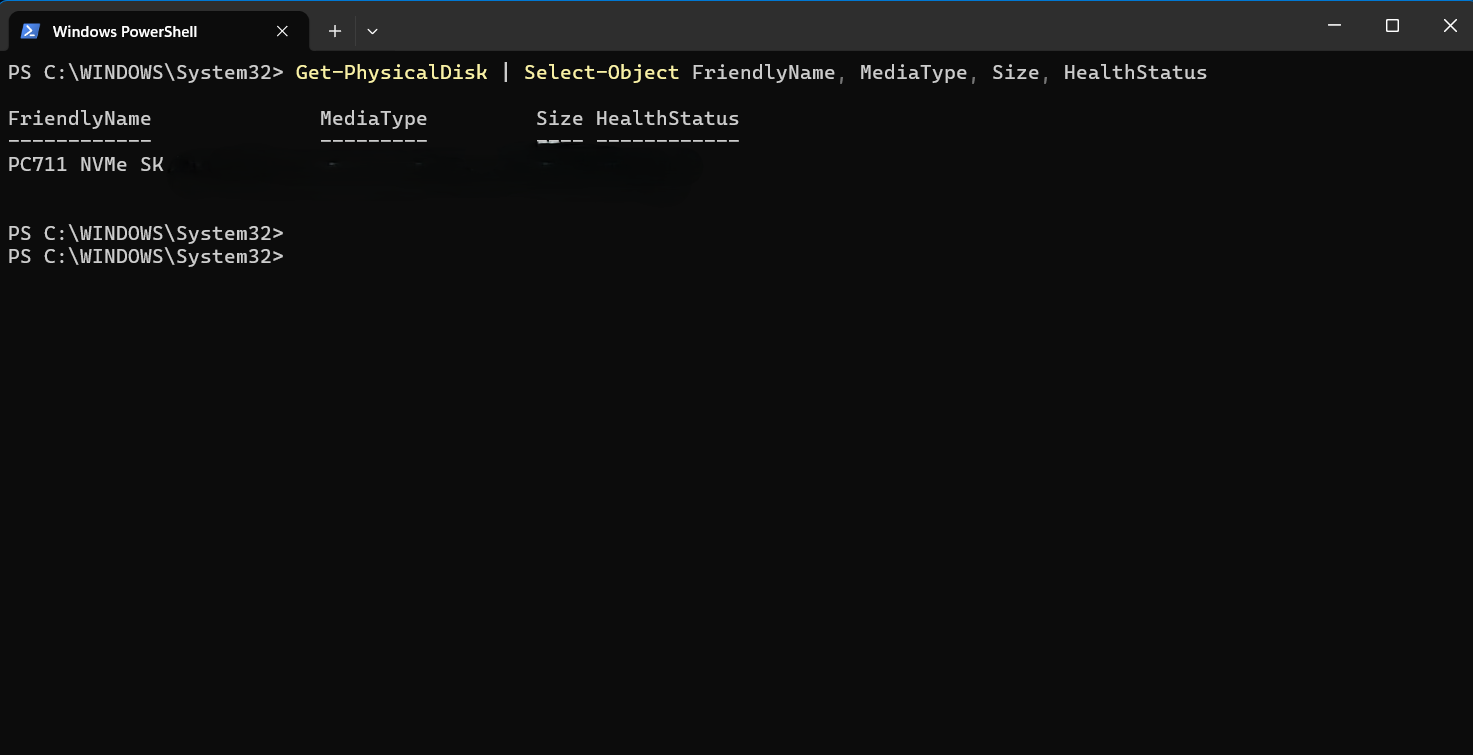 Windows PowerShell
PS C:\WINDOWS\System32> Get-PhysicalDisk | Select-Object FriendlyName, MediaType, Size, HealthStatus
FriendlyName MediaType Size HealthStatus
------------ --------- ---- ------------
PC711 NVMe SK
PS C:\WINDOWS\System32>
PS C:\WINDOWS\System32>